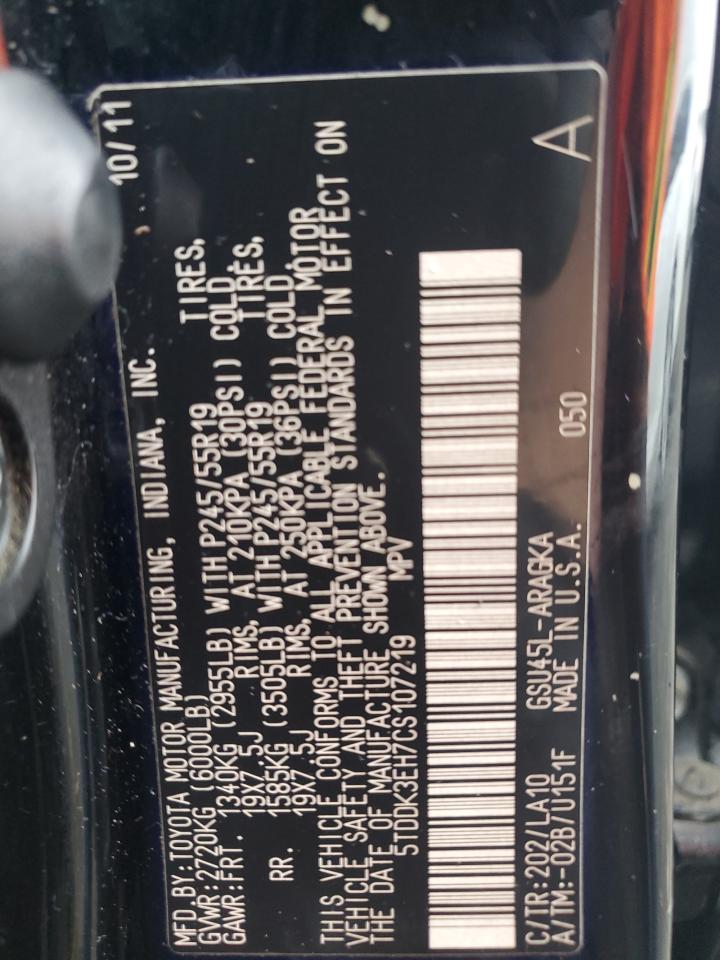 MFD.BY:TOYOTA MOTOR MANUFACTURING, INDIANA, INC. 10/11
GVWR:2720KG (6000LB)
GAWR:FRT. 1340KG (2955LB) WITH P245/55R19 TIRES,
19X7.5J RIMS, AT 210KPA (30PSI) COLD.
RR. 1585KG (3505LB) WITH P245/55R19 TIRES,
19X7.5J RIMS, AT 250KPA (36PSI) COLD.
THIS VEHICLE CONFORMS TO ALL APPLICABLE FEDERAL MOTOR
VEHICLE SAFETY AND THEFT PREVENTION STANDARDS IN EFFECT ON
THE DATE OF MANUFACTURE SHOWN ABOVE.
5TDDK3EH7CS107219 MPV
C/TR:202/LA10 GSU45L-ARAGKA 050 A
A/TM:-02B/U151F MADE IN U.S.A.